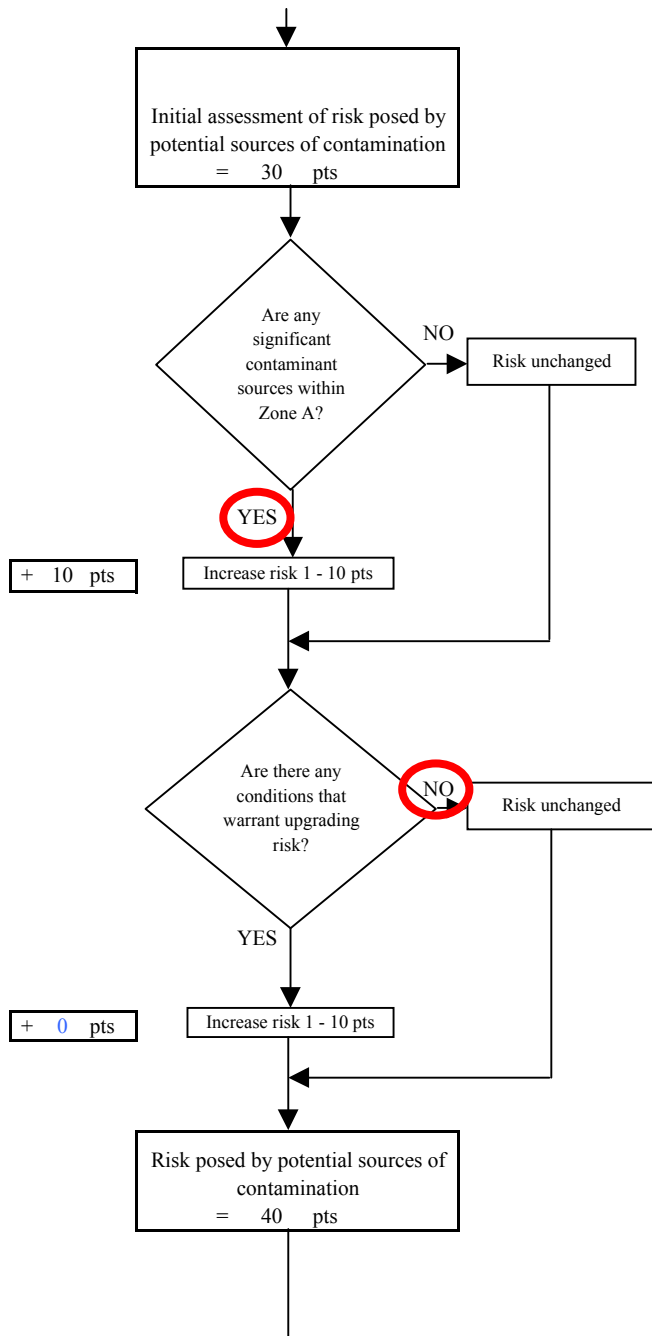 Initial assessment of risk posed by
potential sources of contamination
= 30 pts
Are any
significant
contaminant
sources within
Zone A?
NO
Risk unchanged
YES
+ 10 pts
Increase risk 1 - 10 pts
Are there any
conditions that
warrant upgrading
risk?
NO
Risk unchanged
YES
+ 0 pts
Increase risk 1 - 10 pts
Risk posed by potential sources of
contamination
= 40 pts